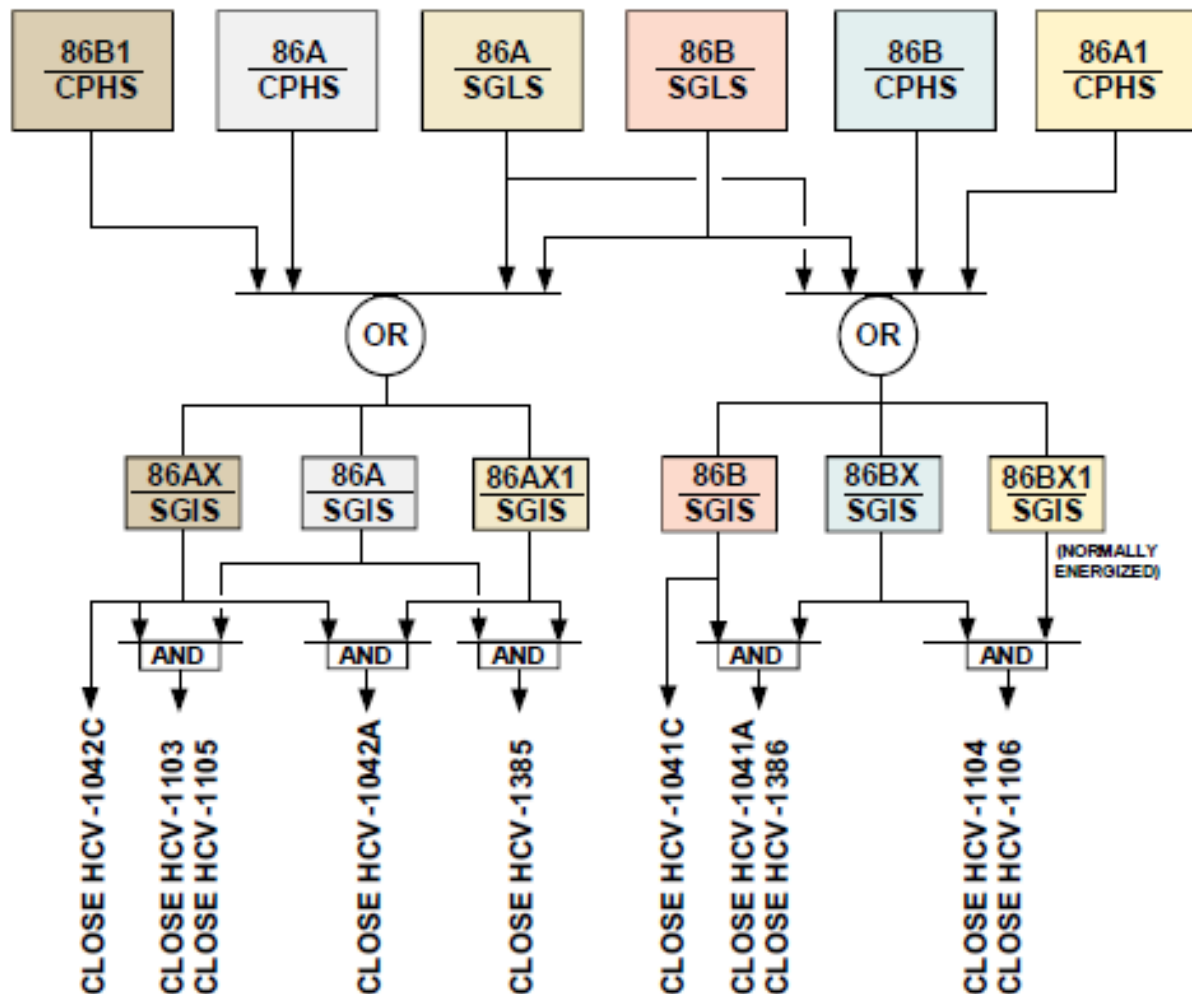 86B1
CPHS
86A
CPHS
86A
SGLS
86B
SGLS
86B
CPHS
86A1
CPHS
OR
OR
86AX
SGIS
86A
SGIS
86AX1
SGIS
86B
SGIS
86BX
SGIS
86BX1
SGIS
(NORMALLY
ENERGIZED)
AND
AND
AND
AND
AND
CLOSE HCV-1042C
CLOSE HCV-1103
CLOSE HCV-1105
CLOSE HCV-1042A
CLOSE HCV-1385
CLOSE HCV-1041C
CLOSE HCV-1041A
CLOSE HCV-1386
CLOSE HCV-1104
CLOSE HCV-1106